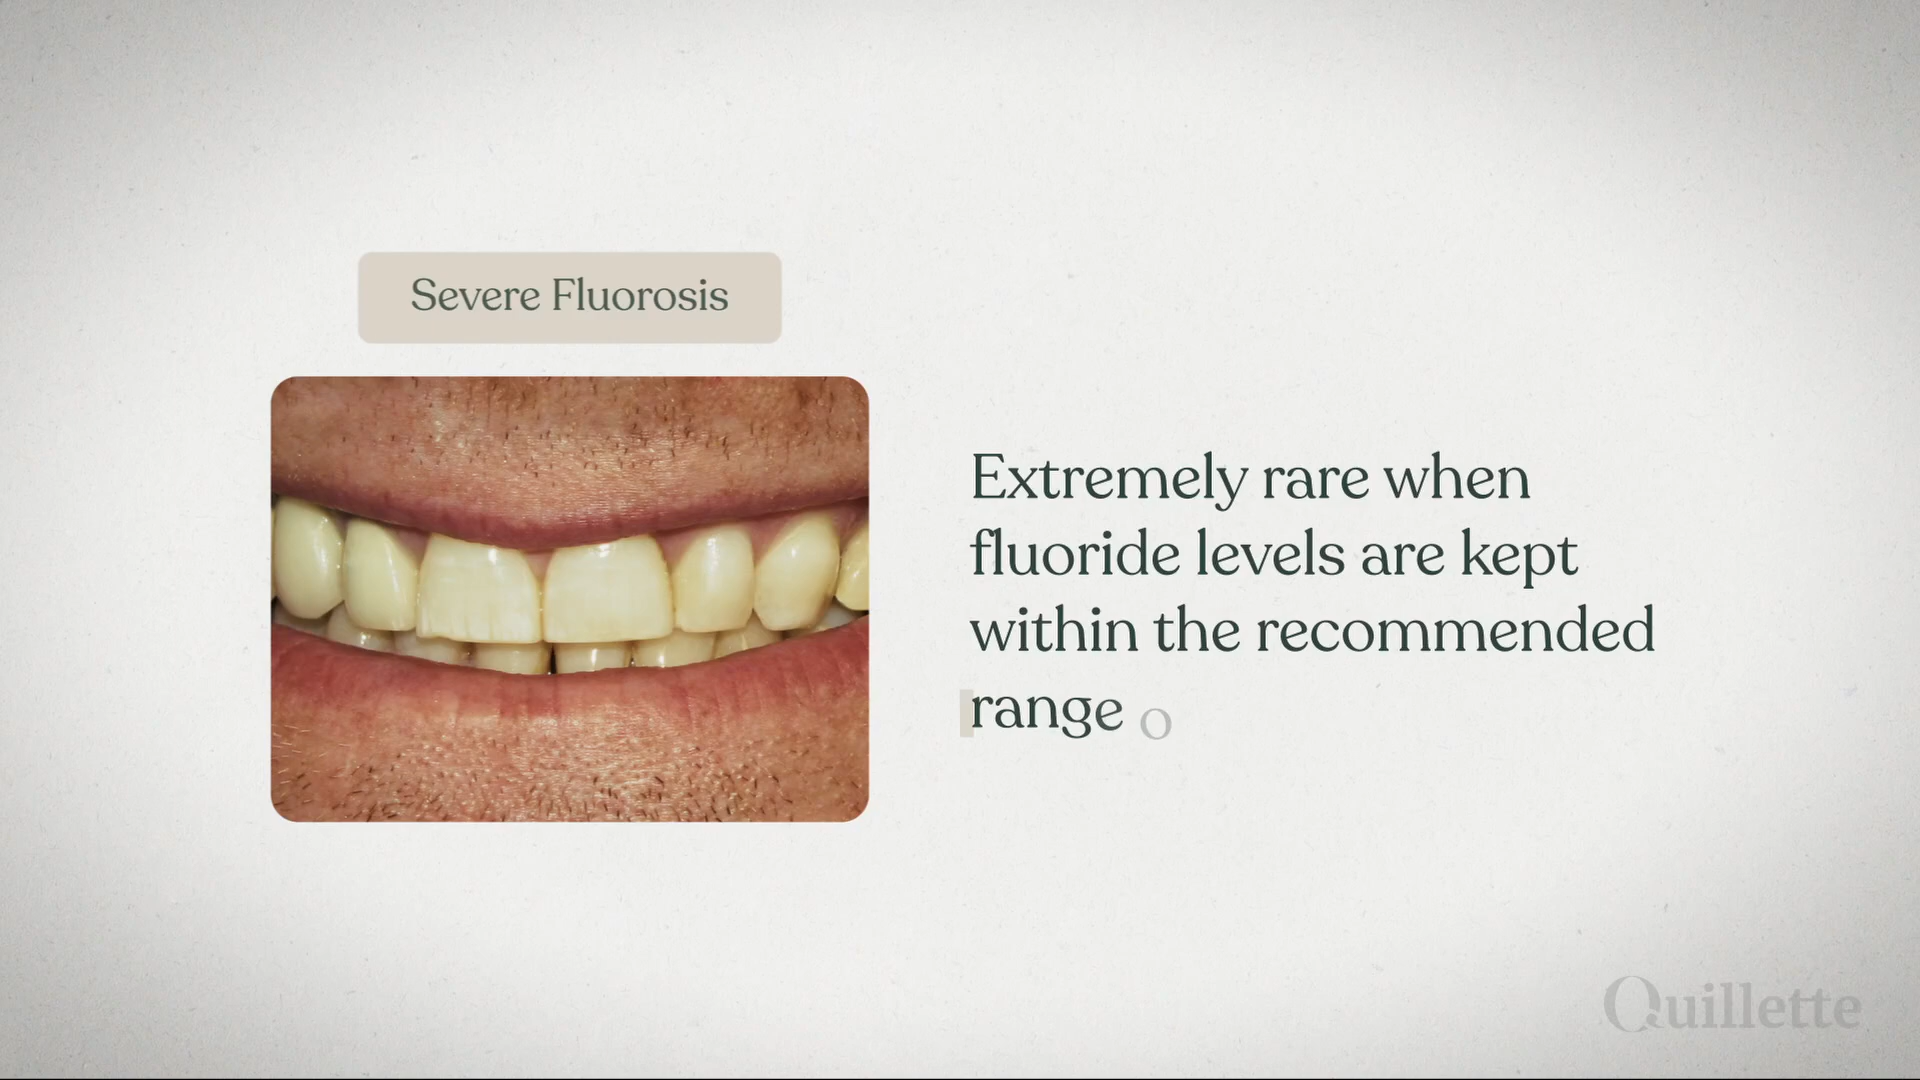 Severe Fluorosis
Extremely rare when
fluoride levels are kept
within the recommended
range o
Quillette